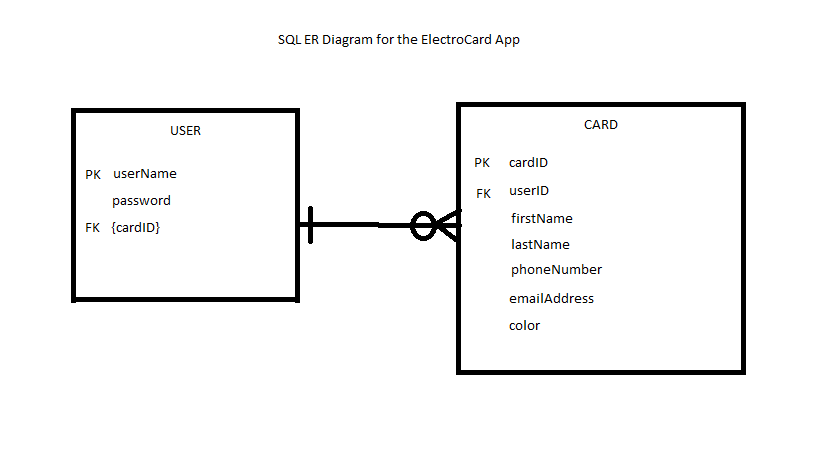 SQL ER Diagram for the ElectroCard App
USER
PK userName
password
FK {cardID}
CARD
PK cardID
FK userID
firstName
lastName
phoneNumber
emailAddress
color